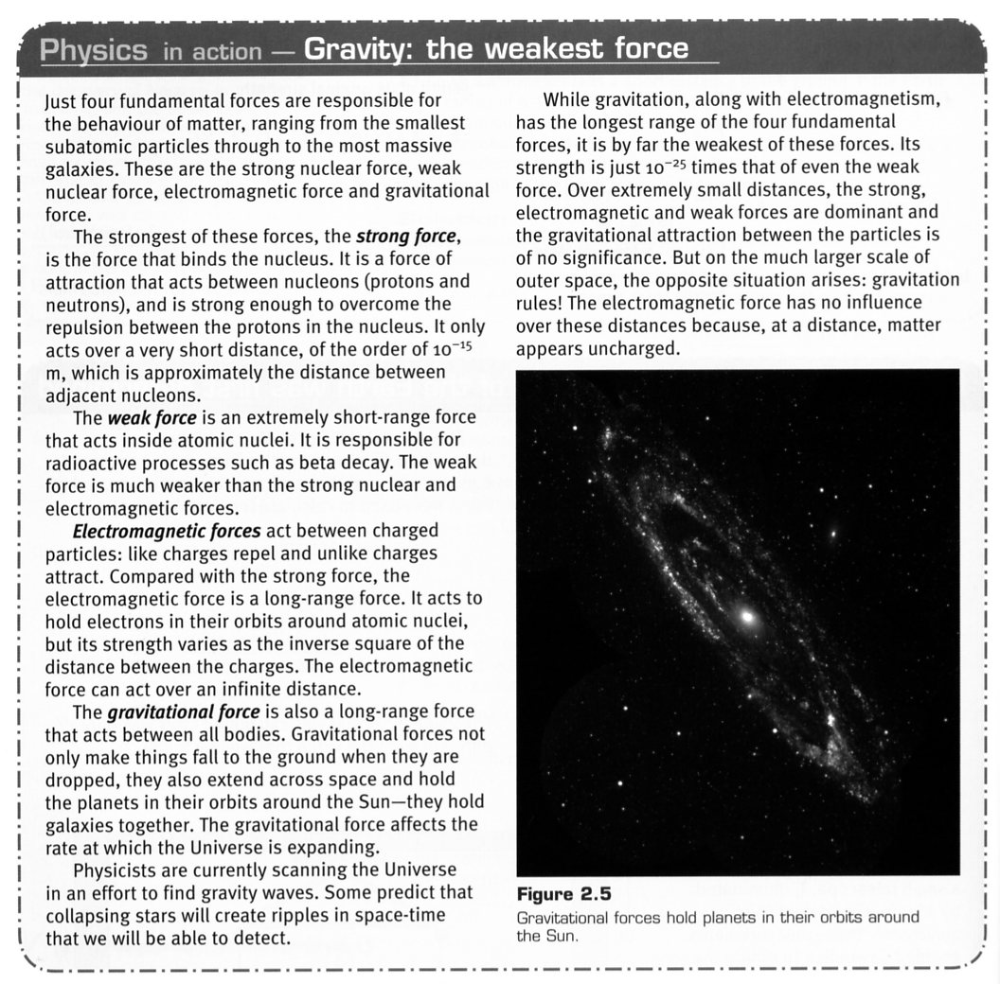 Physics in action — Gravity: the weakest force
Just four fundamental forces are responsible for
the behaviour of matter, ranging from the smallest
subatomic particles through to the most massive
galaxies. These are the strong nuclear force, weak
nuclear force, electromagnetic force and gravitational
force.
The strongest of these forces, the strong force,
is the force that binds the nucleus. It is a force of
attraction that acts between nucleons (protons and
neutrons), and is strong enough to overcome the
repulsion between the protons in the nucleus. It only
acts over a very short distance, of the order of 10⁻¹⁵
m, which is approximately the distance between
adjacent nucleons.
The weak force is an extremely short-range force
that acts inside atomic nuclei. It is responsible for
radioactive processes such as beta decay. The weak
force is much weaker than the strong nuclear and
electromagnetic forces.
Electromagnetic forces act between charged
particles: like charges repel and unlike charges
attract. Compared with the strong force, the
electromagnetic force is a long-range force. It acts to
hold electrons in their orbits around atomic nuclei,
but its strength varies as the inverse square of the
distance between the charges. The electromagnetic
force can act over an infinite distance.
The gravitational force is also a long-range force
that acts between all bodies. Gravitational forces not
only make things fall to the ground when they are
dropped, they also extend across space and hold
the planets in their orbits around the Sun—they hold
galaxies together. The gravitational force affects the
rate at which the Universe is expanding.
Physicists are currently scanning the Universe
in an effort to find gravity waves. Some predict that
collapsing stars will create ripples in space-time
that we will be able to detect.
While gravitation, along with electromagnetism,
has the longest range of the four fundamental
forces, it is by far the weakest of these forces. Its
strength is just 10⁻²⁵ times that of even the weak
force. Over extremely small distances, the strong,
electromagnetic and weak forces are dominant and
the gravitational attraction between the particles is
of no significance. But on the much larger scale of
outer space, the opposite situation arises: gravitation
rules! The electromagnetic force has no influence
over these distances because, at a distance, matter
appears uncharged.
Figure 2.5
Gravitational forces hold planets in their orbits around
the Sun.